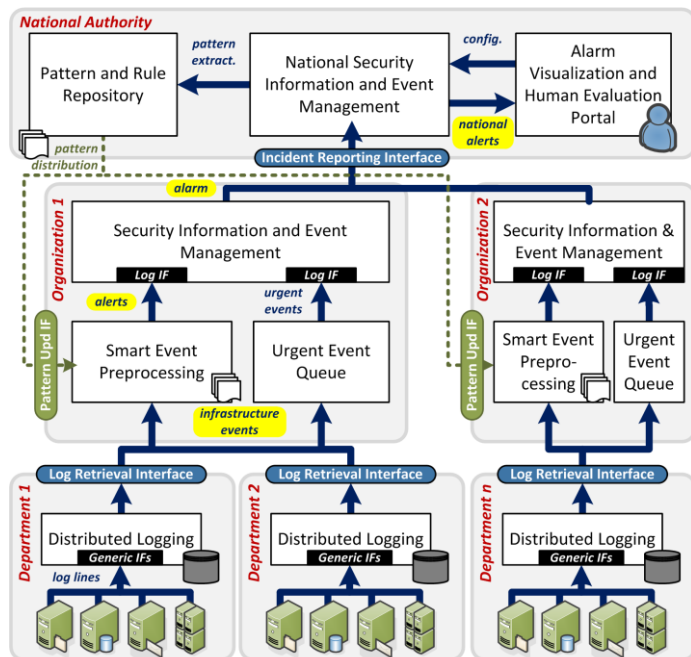 National Authority
Pattern and Rule
Repository
pattern
extract.
National Security
Information and Event
Management
config.
national
alerts
Alarm
Visualization and
Human Evaluation
Portal
pattern
distribution
Incident Reporting Interface
alarm
Organization 1
Security Information and Event
Management
Log IF
Log IF
alerts
urgent
events
Pattern Upd IF
Smart Event
Preprocessing
Urgent Event
Queue
infrastructure
events
Organization 2
Security Information &
Event Management
Log IF
Log IF
Pattern Upd IF
Smart Event
Prepro-
cessing
Urgent
Event
Queue
Log Retrieval Interface
Department 1
Distributed Logging
Generic IFs
log lines
Log Retrieval Interface
Department 2
Distributed Logging
Generic IFs
Log Retrieval Interface
Department n
Distributed Logging
Generic IFs